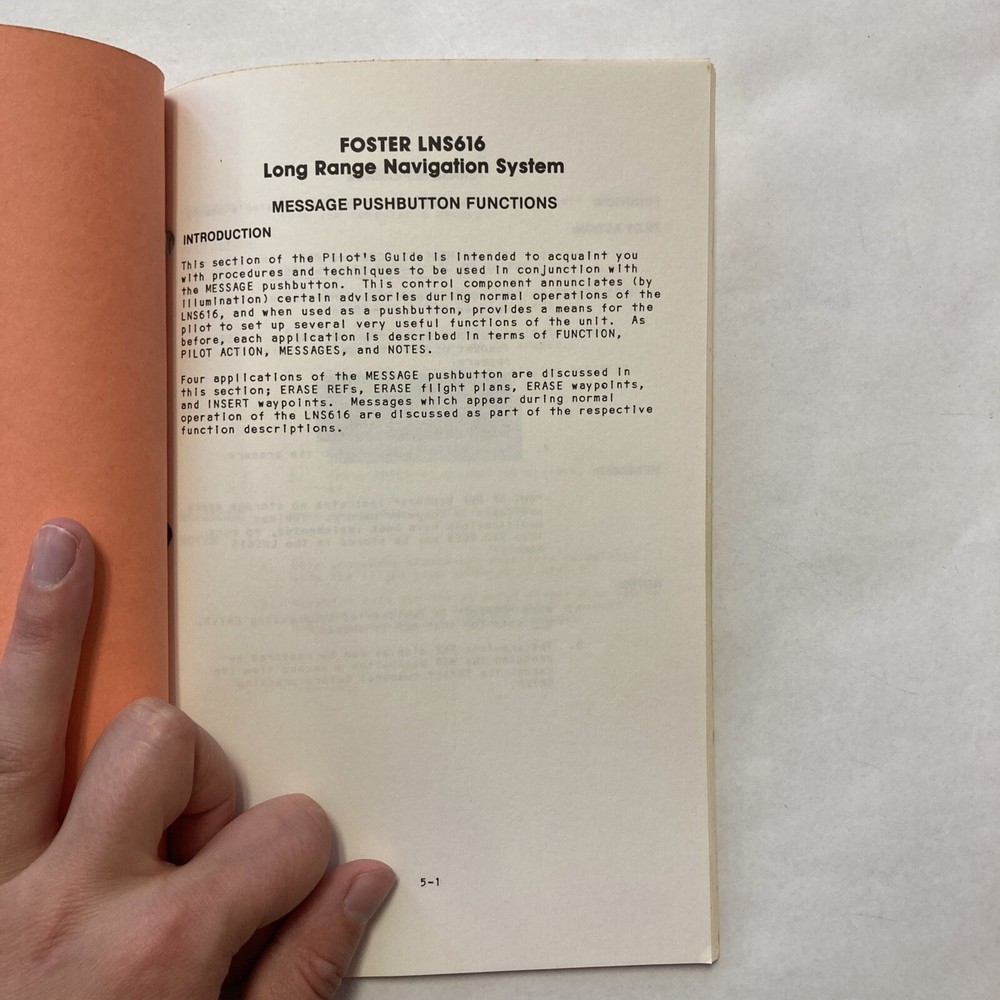 FOSTER LNS616
Long Range Navigation System
MESSAGE PUSHBUTTON FUNCTIONS
INTRODUCTION
This section of the Pilot's Guide is intended to acquaint you
with procedures and techniques to be used in conjunction with
the MESSAGE pushbutton. This control component annunciates (by
illumination) certain advisories during normal operations of the
LNS616, and when used as a pushbutton, provides a means for the
pilot to set up several very useful functions of the unit. As
before, each application is described in terms of FUNCTION,
PILOT ACTION, MESSAGES, and NOTES.
Four applications of the MESSAGE pushbutton are discussed in
this section; ERASE REFs, ERASE flight plans, ERASE waypoints,
and INSERT waypoints. Messages which appear during normal
operation of the LNS616 are discussed as part of the respective
function descriptions.
5-1